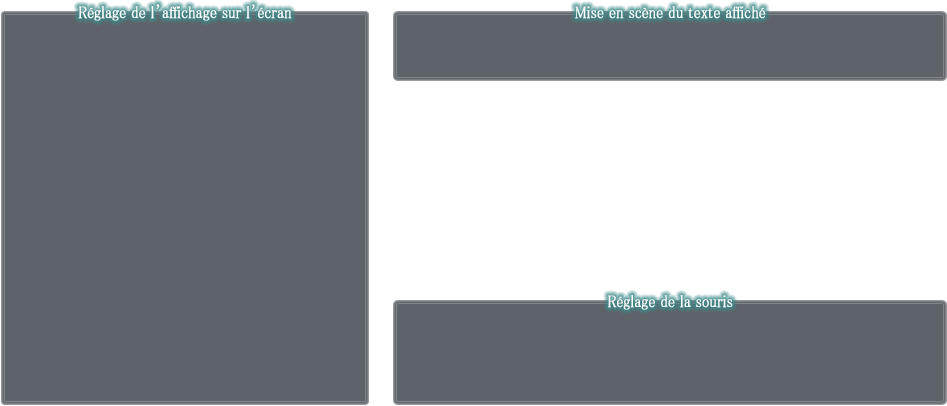 Réglage de l'affichage sur l'écran
Mise en scène du texte affiché
Réglage de la souris